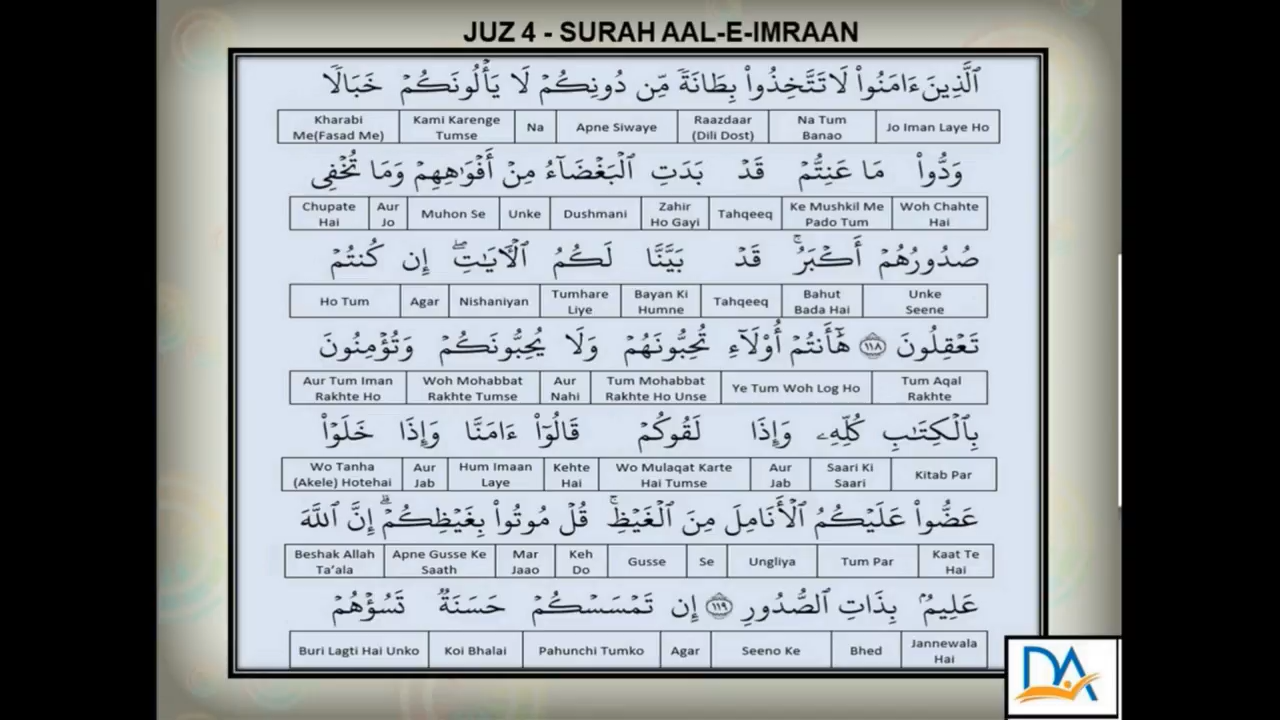 JUZ 4 - SURAH AAL-E-IMRAAN
ٱلَّذِينَ ءَامَنُوا۟ لَا تَتَّخِذُوا۟ بِطَانَةً مِّن دُونِكُمْ لَا يَأْلُونَكُمْ خَبَالًا
Jo Iman Laye Ho | Na Tum Banao | Raazdaar (Dili Dost) | Apne Siwaye | Na | Kami Karenge Tumse | Kharabi Me(Fasad Me)
وَدُّوا۟ مَا عَنِتُّمْ قَدْ بَدَتِ ٱلْبَغْضَآءُ مِنْ أَفْوَٰهِهِمْ وَمَا تُخْفِى
Woh Chahte Hai | Ke Mushkil Me Pado Tum | Tahqeeq | Zahir Ho Gayi | Dushmani | Unke | Muhon Se | Aur Jo | Chupate Hai
صُدُورُهُمْ أَكْبَرُ ۚ قَدْ بَيَّنَّا لَكُمُ ٱلْـَٔايَـٰتِ ۖ إِن كُنتُمْ
Unke Seene | Bahut Bada Hai | Tahqeeq | Bayan Ki Humne | Tumhare Liye | Nishaniyan | Agar | Ho Tum
تَعْقِلُونَ ١١٨ هَـٰٓأَنتُمْ أُو۟لَآءِ تُحِبُّونَهُمْ وَلَا يُحِبُّونَكُمْ وَتُؤْمِنُونَ
Tum Aqal Rakhte | Ye Tum Woh Log Ho | Tum Mohabbat Rakhte Ho Unse | Aur Nahi | Woh Mohabbat Rakhte Tumse | Aur Tum Iman Rakhte Ho
بِٱلْكِتَـٰبِ كُلِّهِۦ وَإِذَا لَقُوكُمْ قَالُوٓا۟ ءَامَنَّا وَإِذَا خَلَوْا۟
Kitab Par | Saari Ki Saari | Aur Jab | Wo Mulaqat Karte Hai Tumse | Kehte Hai | Hum Imaan Laye | Aur Jab | Wo Tanha (Akele) Hotehai
عَضُّوا۟ عَلَيْكُمُ ٱلْأَنَامِلَ مِنَ ٱلْغَيْظِ ۚ قُلْ مُوتُوا۟ بِغَيْظِكُمْ ۗ إِنَّ ٱللَّهَ
Kaat Te Hai | Tum Par | Ungliya | Se | Gusse | Keh Do | Mar Jaao | Apne Gusse Ke Saath | Beshak Allah Ta’ala
عَلِيمٌۢ بِذَاتِ ٱلصُّدُورِ ١١٩ إِن تَمْسَسْكُمْ حَسَنَةٌ تَسُؤْهُمْ
Jannewala Hai | Bhed | Seeno Ke | Agar | Pahunchi Tumko | Koi Bhalai | Buri Lagti Hai Unko
DA